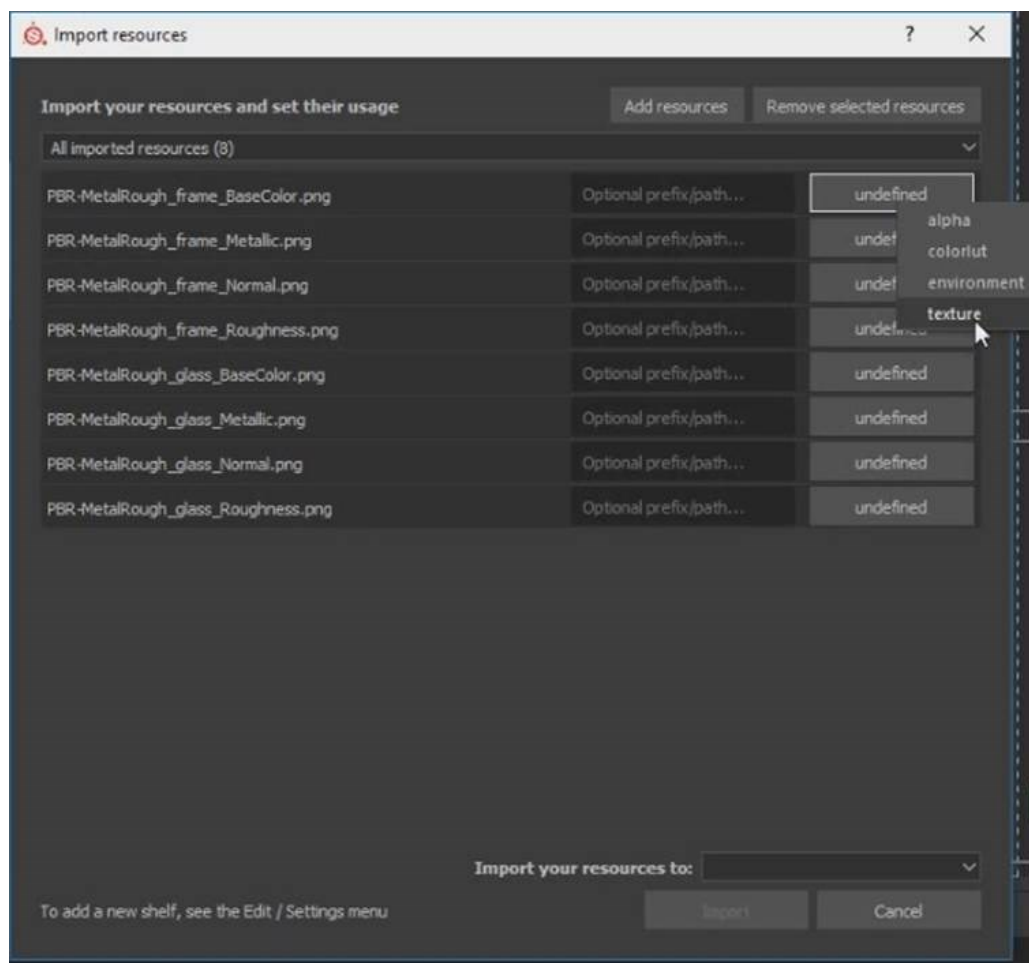 Import resources
?
Import your resources and set their usage
Add resources
Remove selected resources
All imported resources (8)
PBR-MetalRough_frame_BaseColor.png
Optional prefix/path...
undefined
alpha
PBR-MetalRough_frame_Metallic.png
Optional prefix/path...
undef
colorlut
PBR-MetalRough_frame_Normal.png
Optional prefix/path...
undef
environment
PBR-MetalRough_frame_Roughness.png
Optional prefix/path...
texture
PBR-MetalRough_glass_BaseColor.png
Optional prefix/path...
undefined
PBR-MetalRough_glass_Metallic.png
Optional prefix/path...
undefined
PBR-MetalRough_glass_Normal.png
Optional prefix/path...
undefined
PBR-MetalRough_glass_Roughness.png
Optional prefix/path...
undefined
Import your resources to:
To add a new shelf, see the Edit / Settings menu
Import
Cancel